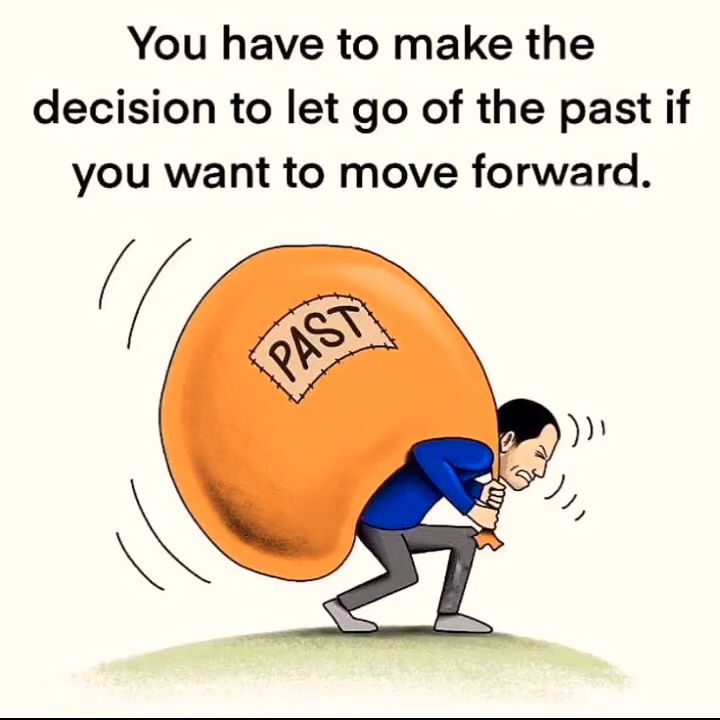 You have to make the
decision to let go of the past if
you want to move forward.
PAST